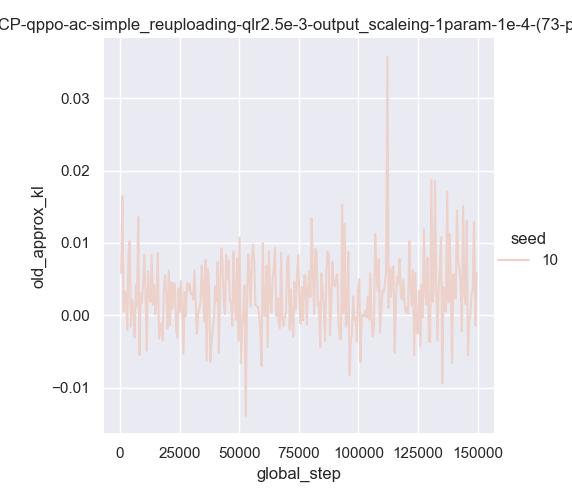 CP-qppo-ac-simple_reuploading-qlr2.5e-3-output_scaleing-1param-1e-4-(73-p
0.03
0.02
0.01
0.00
−0.01
old_approx_kl
0 25000 50000 75000 100000 125000 150000
global_step
seed
10